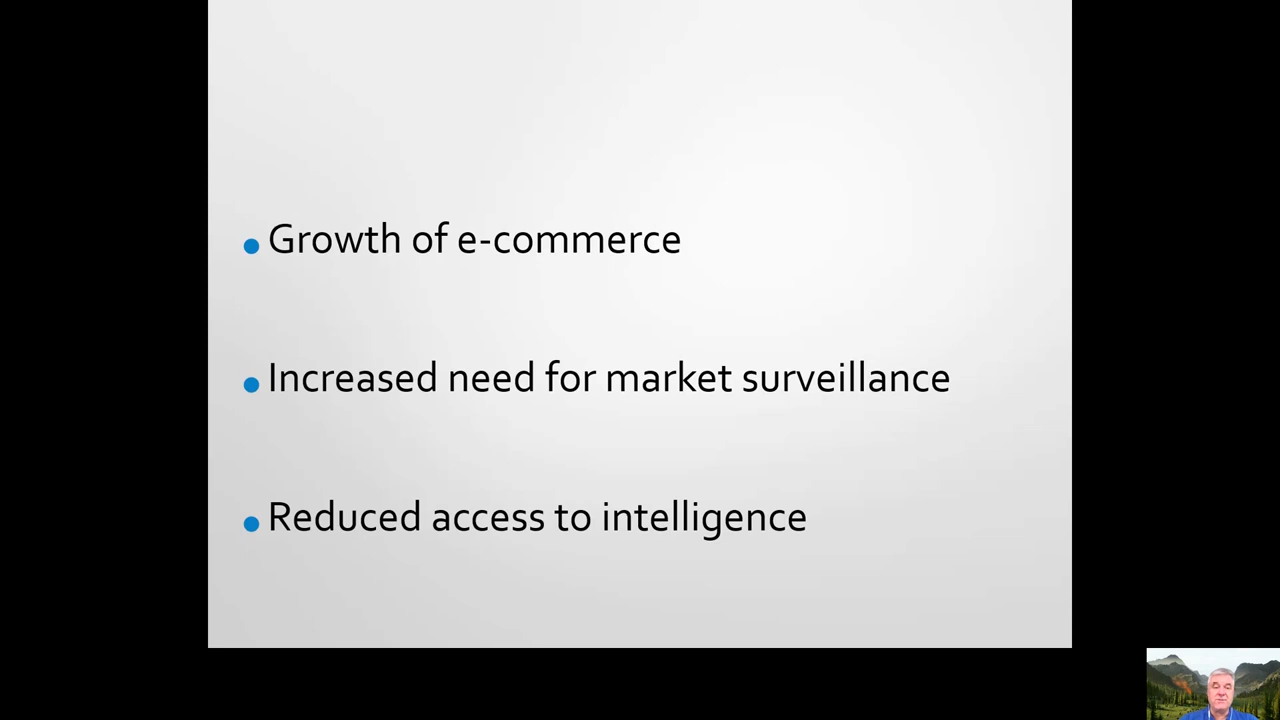 Growth of e-commerce
Increased need for market surveillance
Reduced access to intelligence